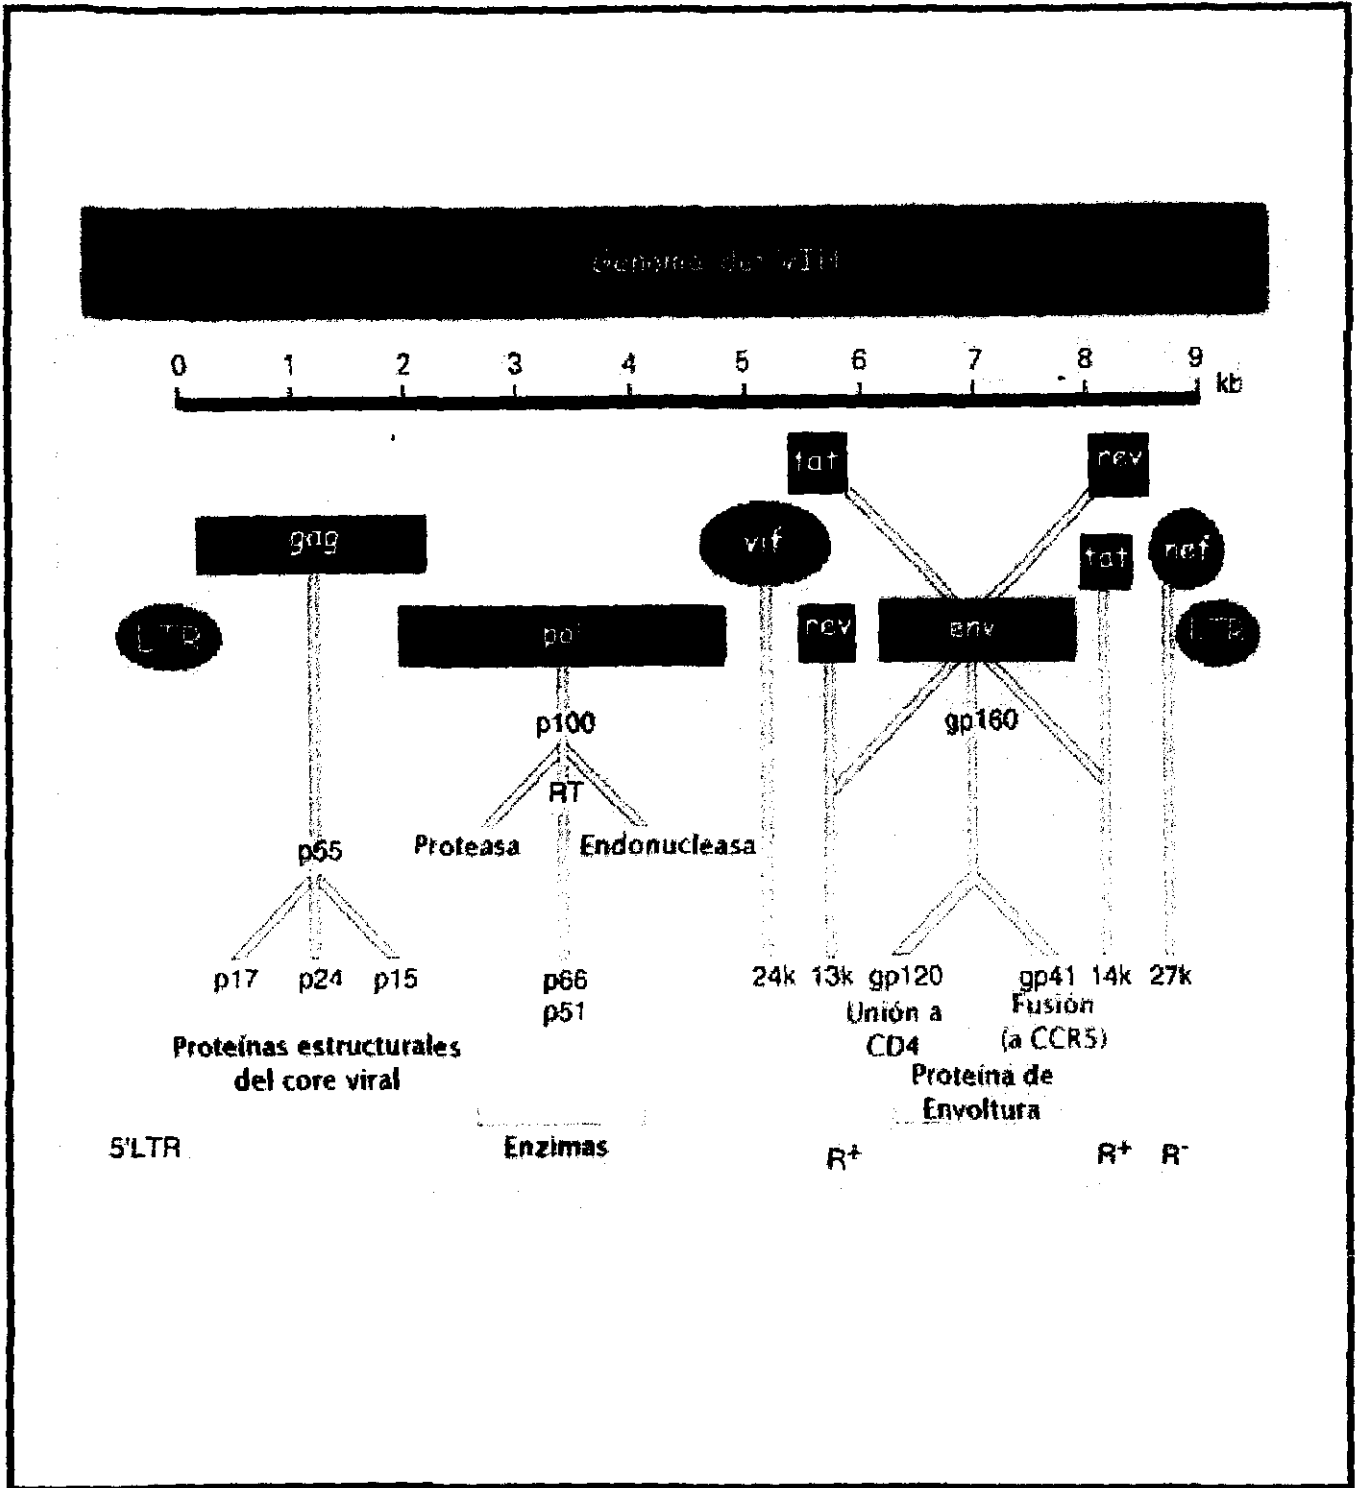 Genoma del VIH
0 1 2 3 4 5 6 7 8 9 kb
tat rev
gag vif tat nef
LTR pol rev env LTR
p100 gp160
RT
Proteasa Endonucleasa
p55
p17 p24 p15 p66 24k 13k gp120 gp41 14k 27k
p51 Unión a Fusión
CD4 (a CCR5)
Proteínas estructurales
del core viral
Proteína de
Envoltura
5'LTR Enzimas R+ R+ R-